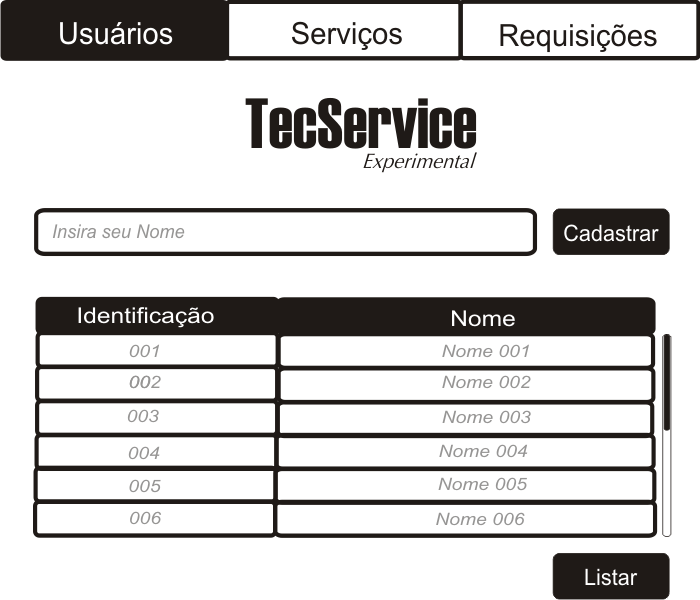 Usuários Serviços Requisições
TecService
Experimental
Insira seu Nome Cadastrar
Identificação Nome
001 Nome 001
002 Nome 002
003 Nome 003
004 Nome 004
005 Nome 005
006 Nome 006
Listar